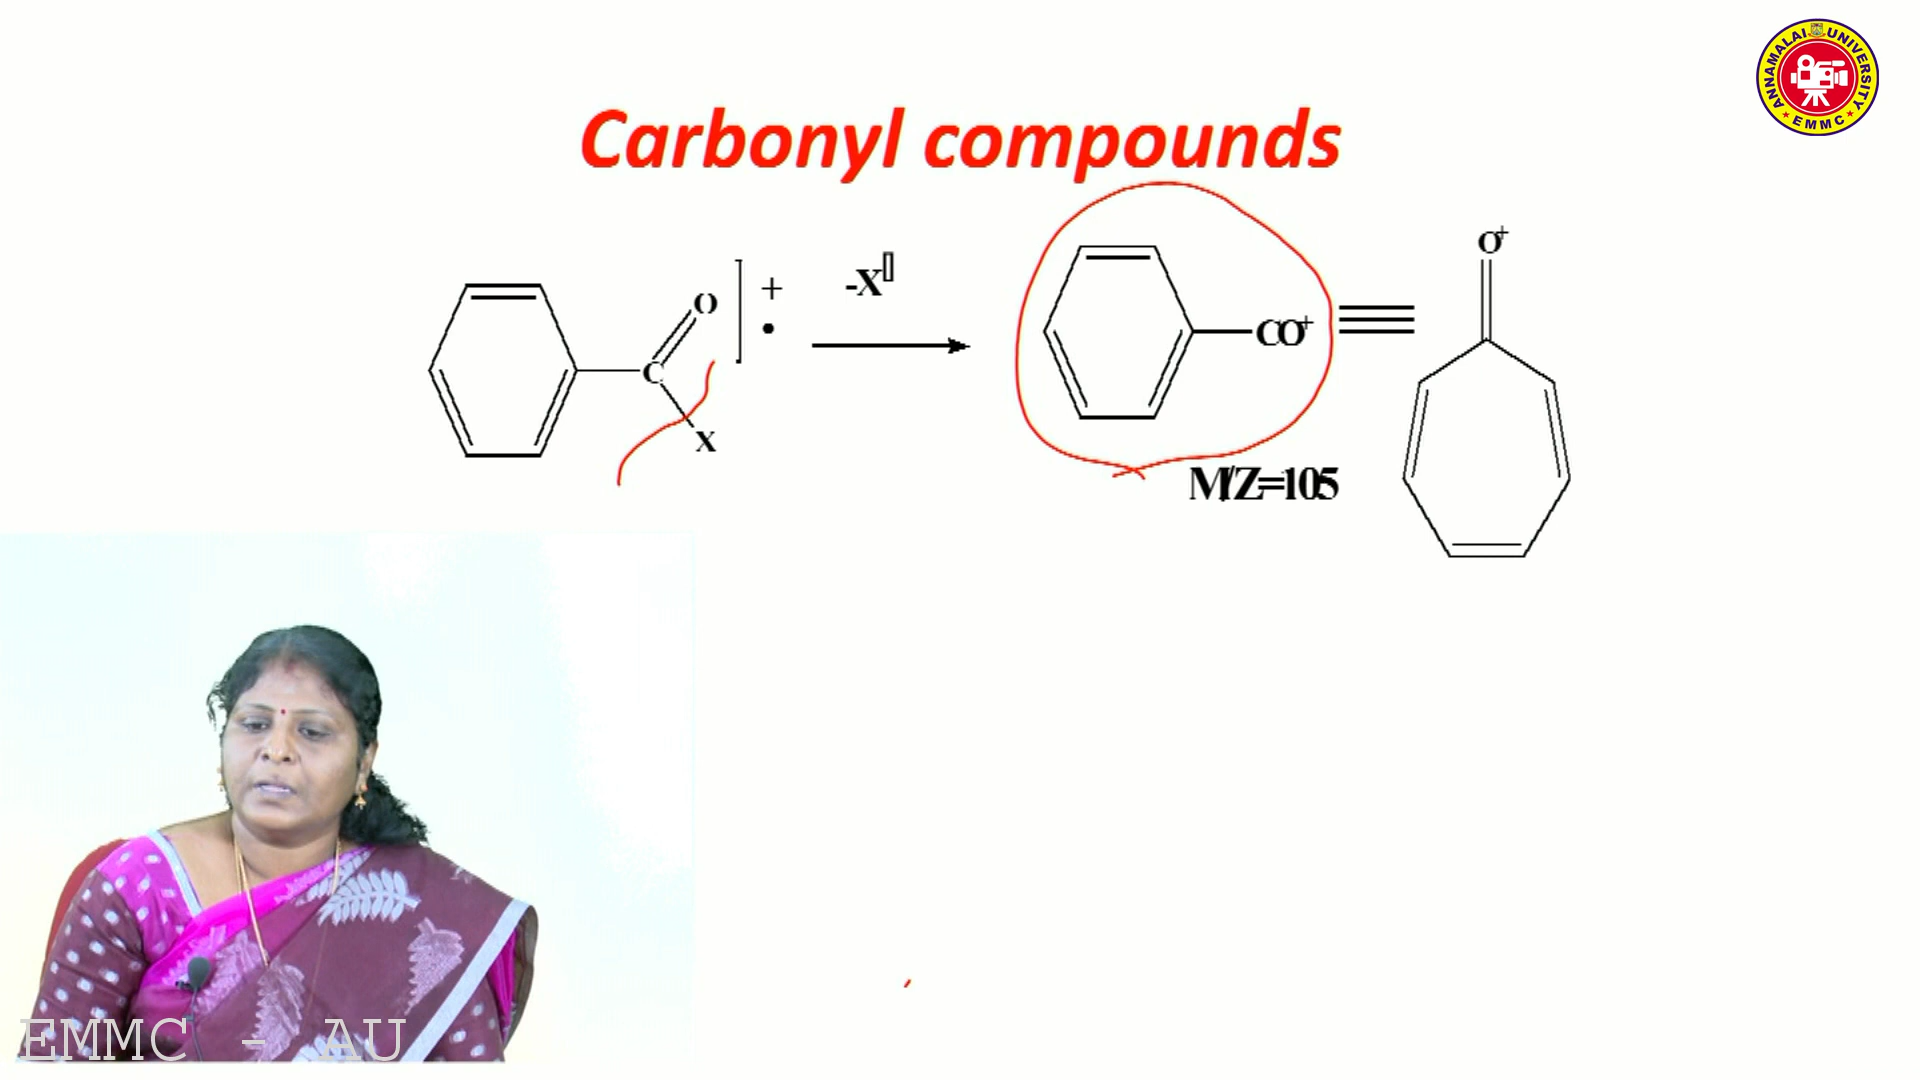 ANNAMALAI UNIVERSITY
EMMC
Carbonyl compounds
O
C
X
+
•
-X
CO+
M/Z=105
O+
EMMC - AU